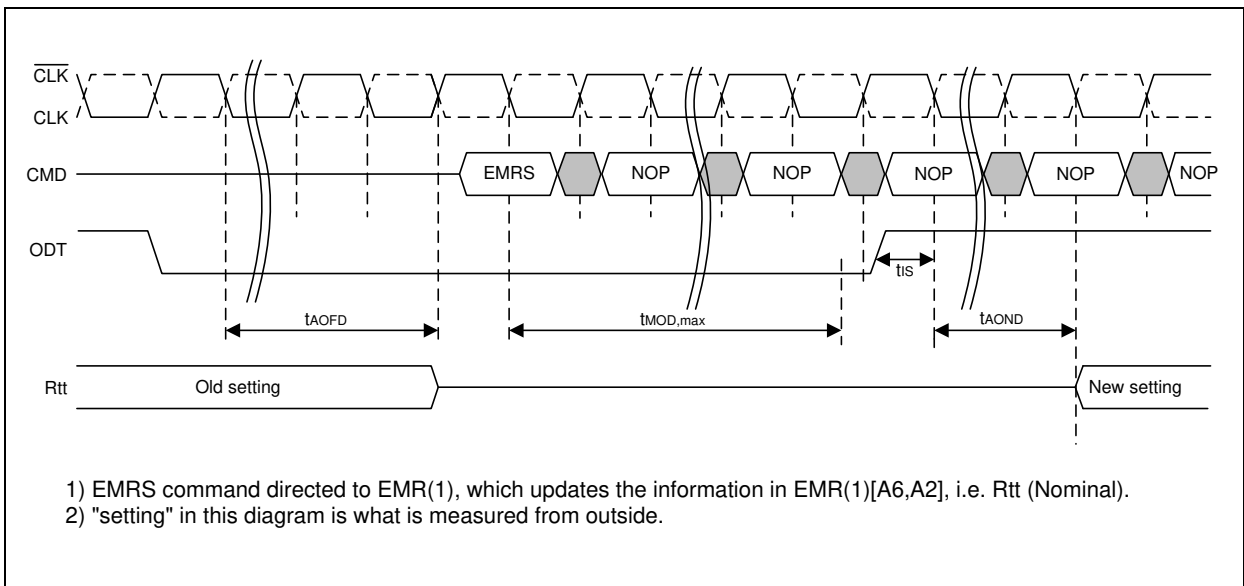 CLK
CLK
CMD
EMRS
NOP
NOP
NOP
NOP
NOP
ODT
tIS
tAOFD
tMOD,max
tAOND
Rtt
Old setting
New setting
1) EMRS command directed to EMR(1), which updates the information in EMR(1)[A6,A2], i.e. Rtt (Nominal).
2) "setting" in this diagram is what is measured from outside.